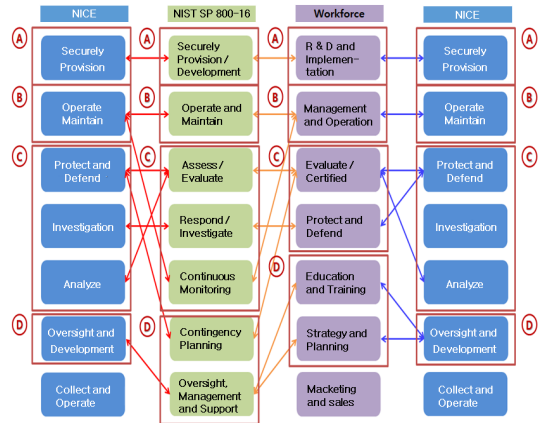 NICE
NIST SP 800-16
Workforce
NICE
A
Securely
Provision
A
Securely
Provision /
Development
A
R & D and
Implemen-
tation
Securely
Provision
A
B
Operate
Maintain
B
Operate and
Maintain
B
Management
and Operation
Operate
Maintain
B
C
Protect and
Defend
C
Assess /
Evaluate
C
Evaluate /
Certified
Protect and
Defend
C
Investigation
Respond /
Investigate
Protect and
Defend
Investigation
Analyze
Continuous
Monitoring
D
Education
and Training
Analyze
D
Oversight and
Development
D
Contingency
Planning
Strategy and
Planning
Oversight and
Development
D
Collect and
Operate
Oversight,
Management
and Support
Macketing
and sales
Collect and
Operate